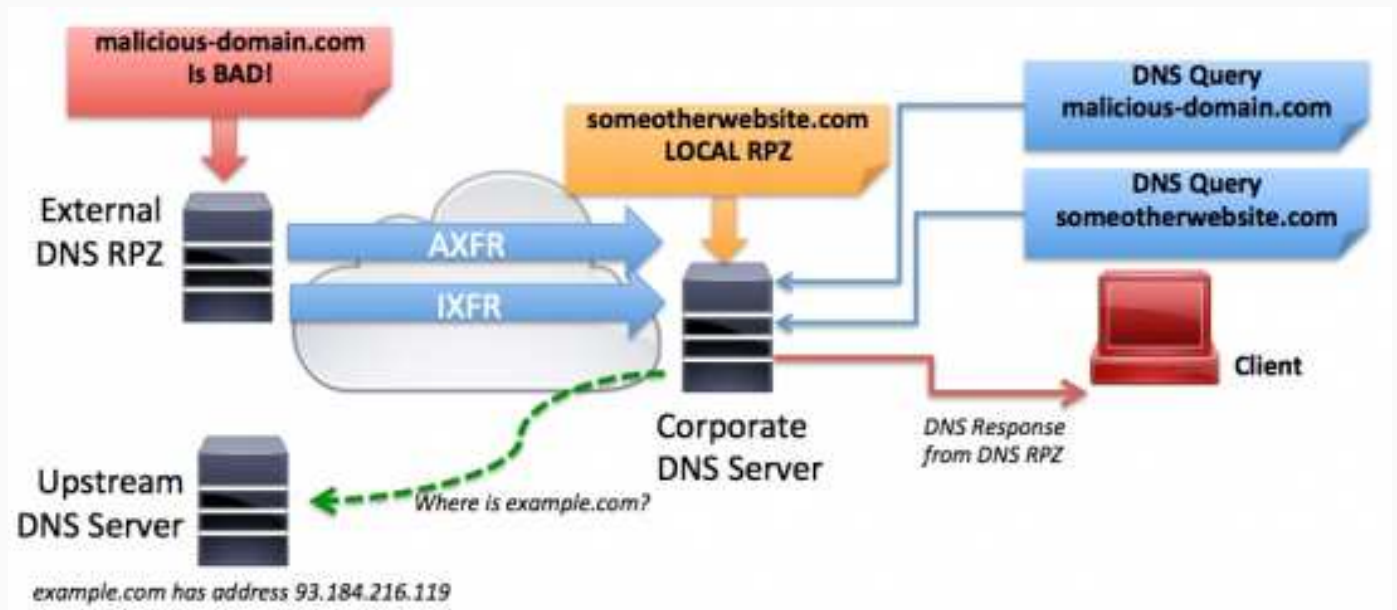 malicious-domain.com
is BAD!
someotherwebsite.com
LOCAL RPZ
DNS Query
malicious-domain.com
DNS Query
someotherwebsite.com
External
DNS RPZ
AXFR
IXFR
Client
Corporate
DNS Server
DNS Response
from DNS RPZ
Upstream
DNS Server
Where is example.com?
example.com has address 93.184.216.119